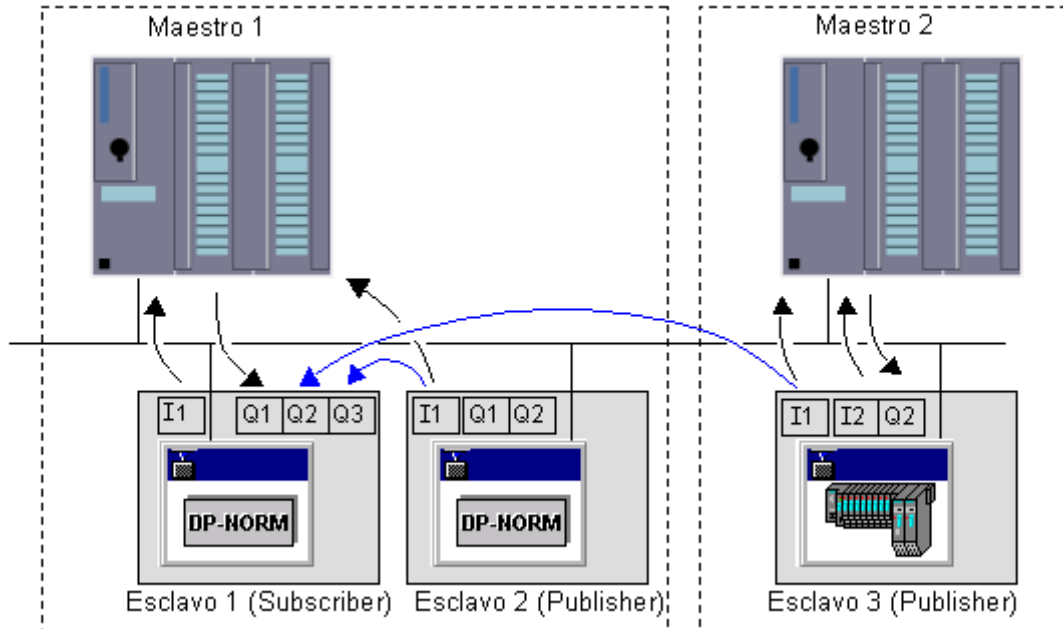 Maestro 1
Maestro 2
I1 Q1 Q2 Q3
I1 Q1 Q2
I1 I2 Q2
DP-NORM
DP-NORM
Esclavo 1 (Subscriber)
Esclavo 2 (Publisher)
Esclavo 3 (Publisher)